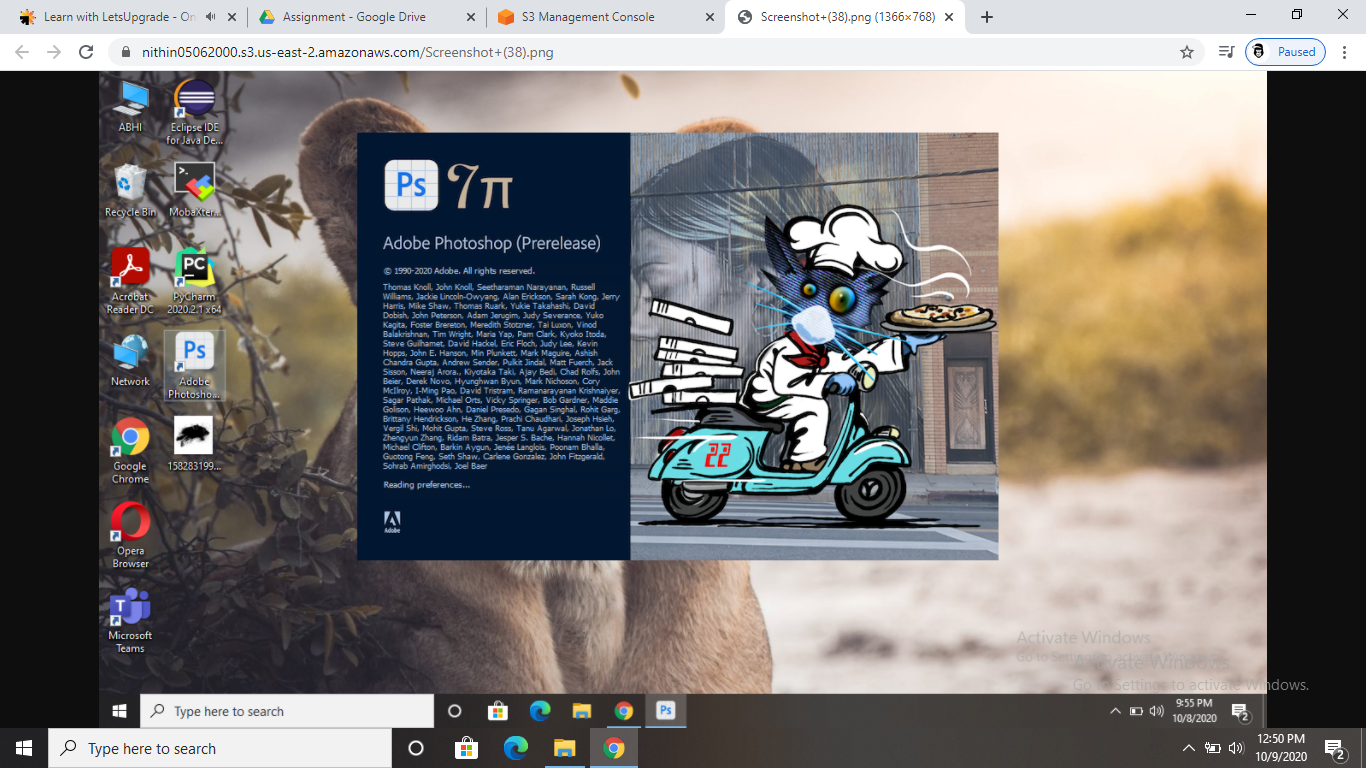 Learn with LetsUpgrade - On
Assignment - Google Drive
S3 Management Console
Screenshot+(38).png (1366×768)
nithin05062000.s3.us-east-2.amazonaws.com/Screenshot+(38).png
Paused
ABHI
Eclipse IDE
for Java De...
Recycle Bin
MobaXter...
Acrobat
Reader DC
PyCharm
2020.2.1 x64
Network
Adobe
Photosho...
Google
Chrome
158283199...
Opera
Browser
Microsoft
Teams
Ps 7π
Adobe Photoshop (Prerelease)
© 1990-2020 Adobe. All rights reserved.
Thomas Knoll, John Knoll, Seetharaman Narayanan, Russell
Williams, Jackie Lincoln-Owyang, Alan Erickson, Sarah Kong, Jerry
Harris, Mike Shaw, Thomas Ruark, Yukie Takahashi, David
Dobish, John Peterson, Adam Jerugim, Judy Severance, Yuko
Kagita, Foster Brereton, Meredith Stotzner, Tai Luxon, Vinod
Balakrishnan, Tim Wright, Maria Yap, Pam Clark, Kyoko Itoda,
Steve Guilhamet, David Hackel, Eric Floch, Judy Lee, Kevin
Hopps, John E. Hanson, Min Plunkett, Mark Maguire, Ashish
Chandra Gupta, Andrew Sender, Pulkit Jindal, Matt Fuerch, Jack
Sisson, Neeraj Arora., Kiyotaka Taki, Ajay Bedi, Chad Rolfs, John
Beier, Derek Novo, Hyunghwan Byun, Mark Nichoson, Cory
McIlroy, I-Ming Pao, David Tristram, Ramanarayanan Krishnaiyer,
Sagar Pathak, Michael Orts, Vicky Springer, Bob Gardner, Maddie
Golison, Heewoo Ahn, Daniel Presedo, Gagan Singhal, Rohit Garg,
Brittany Hendrickson, He Zhang, Prachi Chaudhari, Joseph Hsieh,
Vergil Shi, Mohit Gupta, Steve Ross, Tanu Agarwal, Jonathan Lo,
Zhengyun Zhang, Ridam Batra, Jesper S. Bache, Hannah Nicollet,
Michael Clifton, Barkin Aygun, Jenée Langlois, Poonam Bhalla,
Guotong Feng, Seth Shaw, Carlene Gonzalez, John Fitzgerald,
Sohrab Amirghodsi, Joel Baer
Reading preferences...
Adobe
22
Activate Windows
Go to Settings to activate Windows.
Activate Windows
Go to Settings to activate Windows.
Type here to search
Ps
9:55 PM
10/8/2020
2
Type here to search
12:50 PM
10/9/2020
2